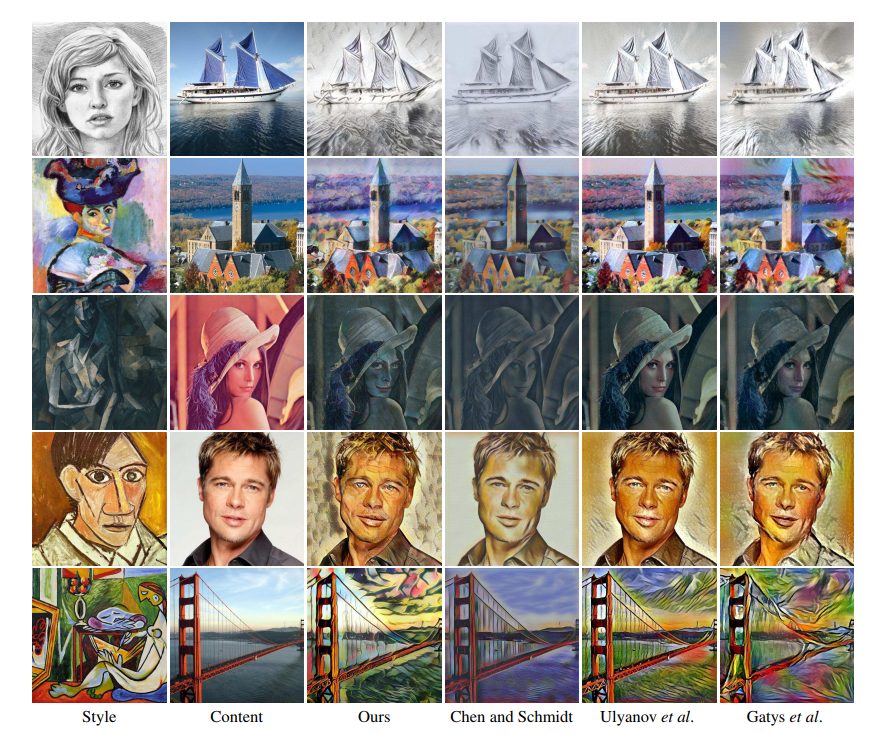 Style Content Ours Chen and Schmidt Ulyanov et al. Gatys et al.